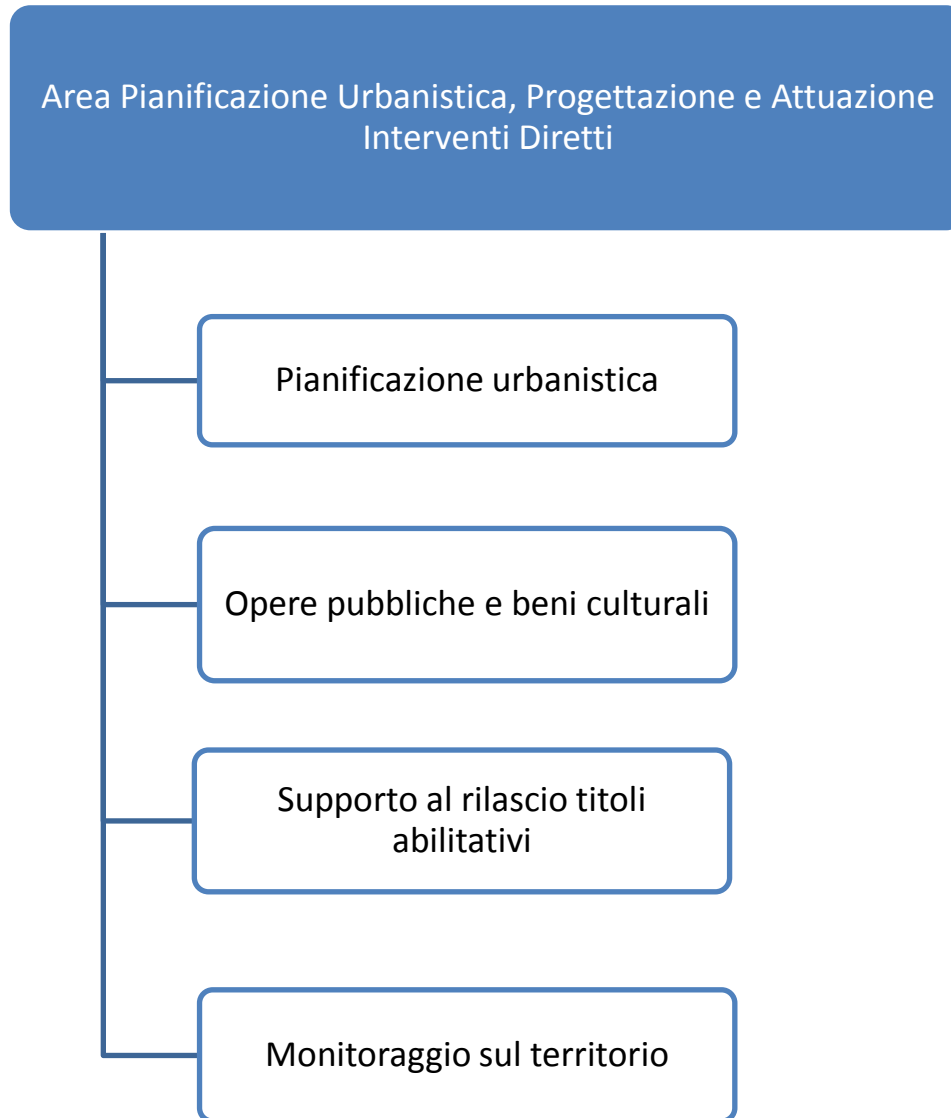 Area Pianificazione Urbanistica, Progettazione e Attuazione
Interventi Diretti
Pianificazione urbanistica
Opere pubbliche e beni culturali
Supporto al rilascio titoli
abilitativi
Monitoraggio sul territorio